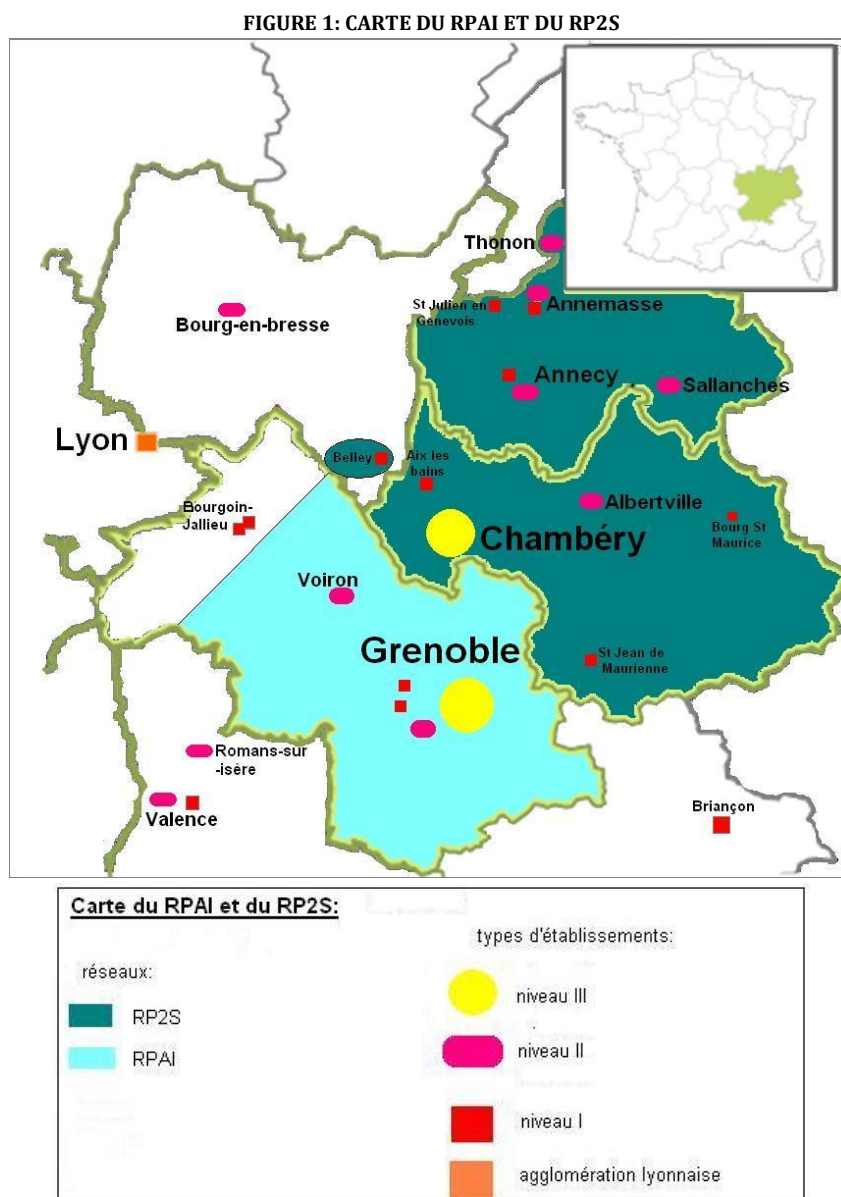 FIGURE 1: CARTE DU RPAI ET DU RP2S
Thonon
St Julien en
Genevois
Annemasse
Bourg-en-bresse
Annecy
Sallanches
Lyon
Belley
Aix les
bains
Albertville
Bourgoin-
Jallieu
Bourg St
Maurice
Chambéry
Voiron
Grenoble
St Jean de
Maurienne
Romans-sur
-isère
Valence
Briançon
Carte du RPAI et du RP2S:
types d'établissements:
réseaux:
niveau III
RP2S
niveau II
RPAI
niveau I
agglomération lyonnaise